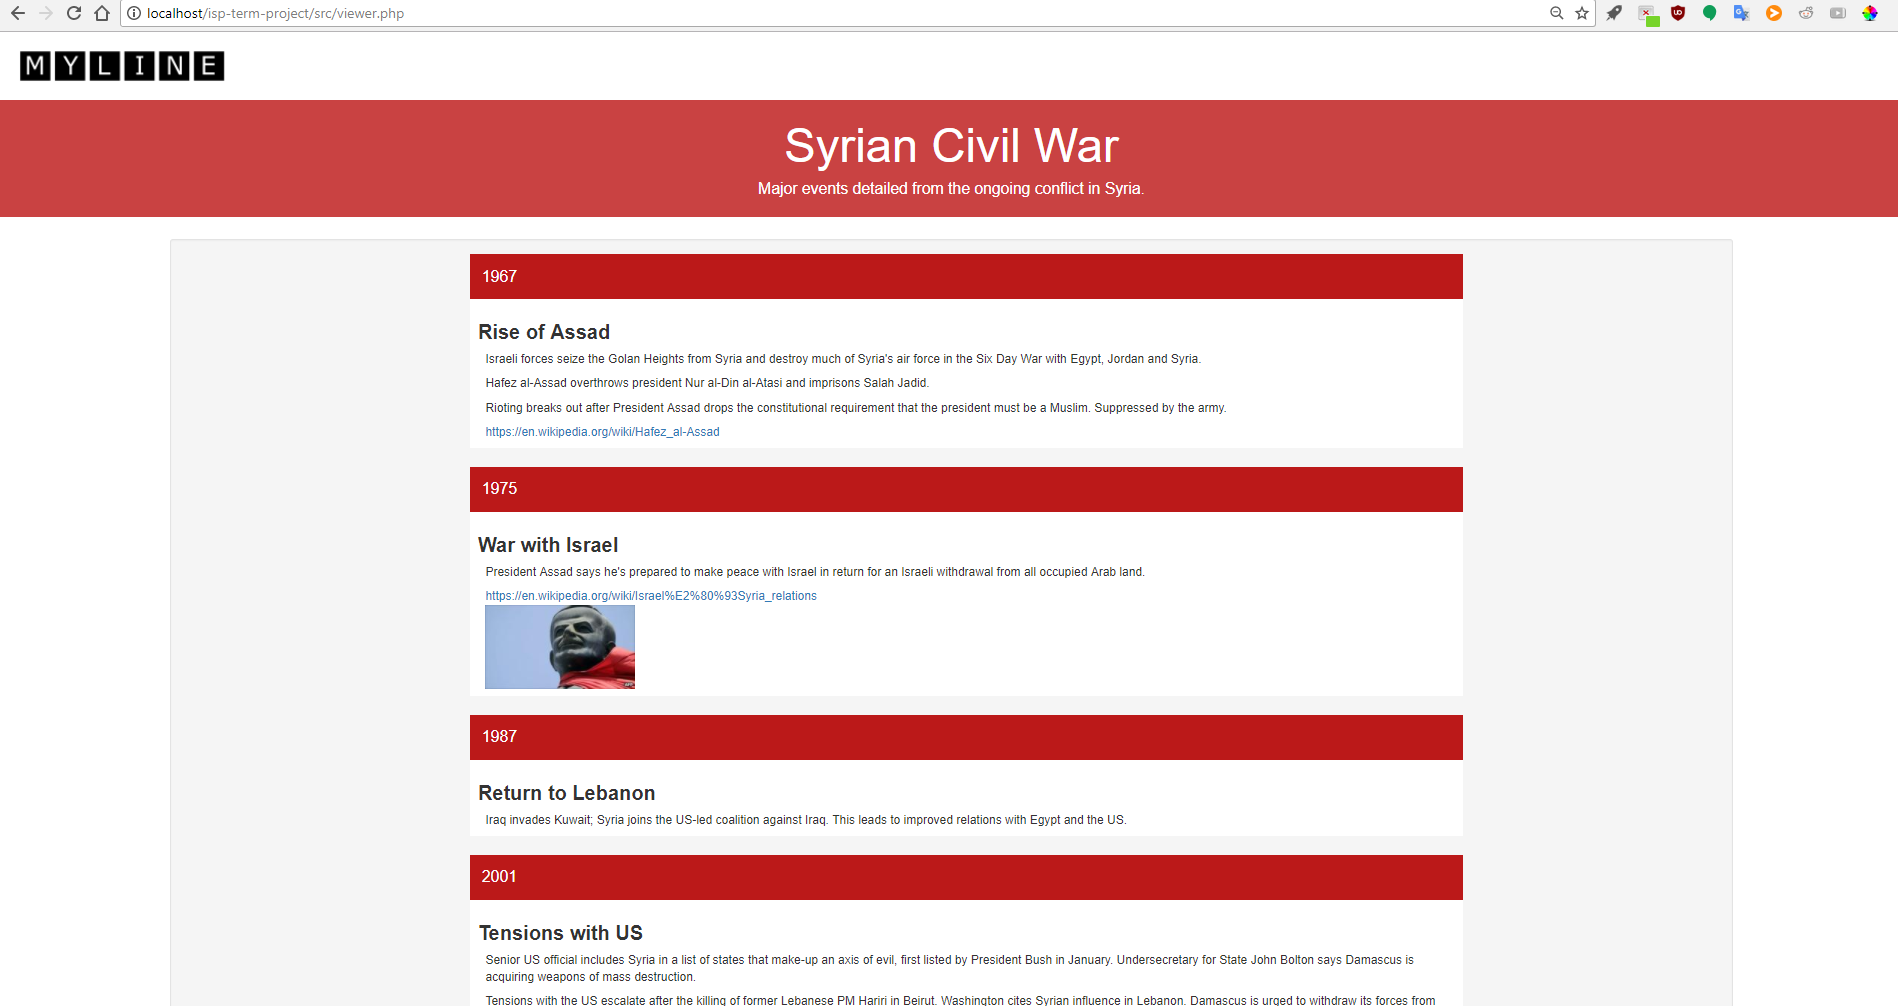 localhost/isp-term-project/src/viewer.php
MYLINE
Syrian Civil War
Major events detailed from the ongoing conflict in Syria.
1967
Rise of Assad
Israeli forces seize the Golan Heights from Syria and destroy much of Syria's air force in the Six Day War with Egypt, Jordan and Syria.
Hafez al-Assad overthrows president Nur al-Din al-Atasi and imprisons Salah Jadid.
Rioting breaks out after President Assad drops the constitutional requirement that the president must be a Muslim. Suppressed by the army.
https://en.wikipedia.org/wiki/Hafez_al-Assad
1975
War with Israel
President Assad says he's prepared to make peace with Israel in return for an Israeli withdrawal from all occupied Arab land.
https://en.wikipedia.org/wiki/Israel%E2%80%93Syria_relations
1987
Return to Lebanon
Iraq invades Kuwait; Syria joins the US-led coalition against Iraq. This leads to improved relations with Egypt and the US.
2001
Tensions with US
Senior US official includes Syria in a list of states that make-up an axis of evil, first listed by President Bush in January. Undersecretary for State John Bolton says Damascus is
acquiring weapons of mass destruction.
Tensions with the US escalate after the killing of former Lebanese PM Hariri in Beirut. Washington cites Syrian influence in Lebanon. Damascus is urged to withdraw its forces from